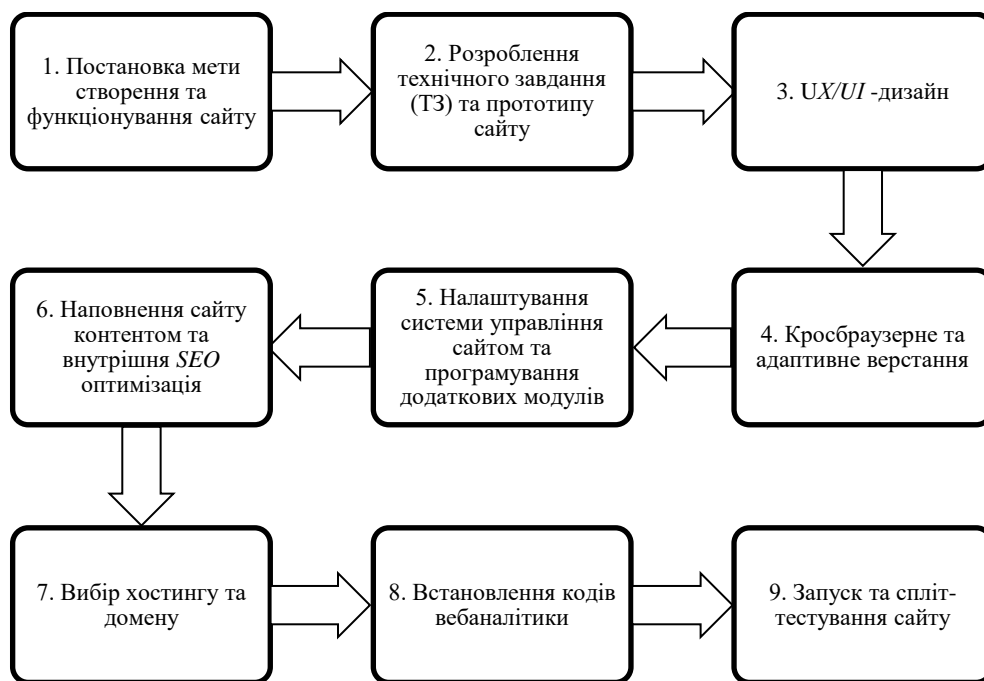 1. Постановка мети
створення та
функціонування сайту
2. Розроблення
технічного завдання
(ТЗ) та прототипу
сайту
3. UX/UI -дизайн
6. Наповнення сайту
контентом та
внутрішня SEO
оптимізація
5. Налаштування
системи управління
сайтом та
програмування
додаткових модулів
4. Кросбраузерне та
адаптивне верстання
7. Вибір хостингу та
домену
8. Встановлення кодів
вебаналітики
9. Запуск та спліт-
тестування сайту